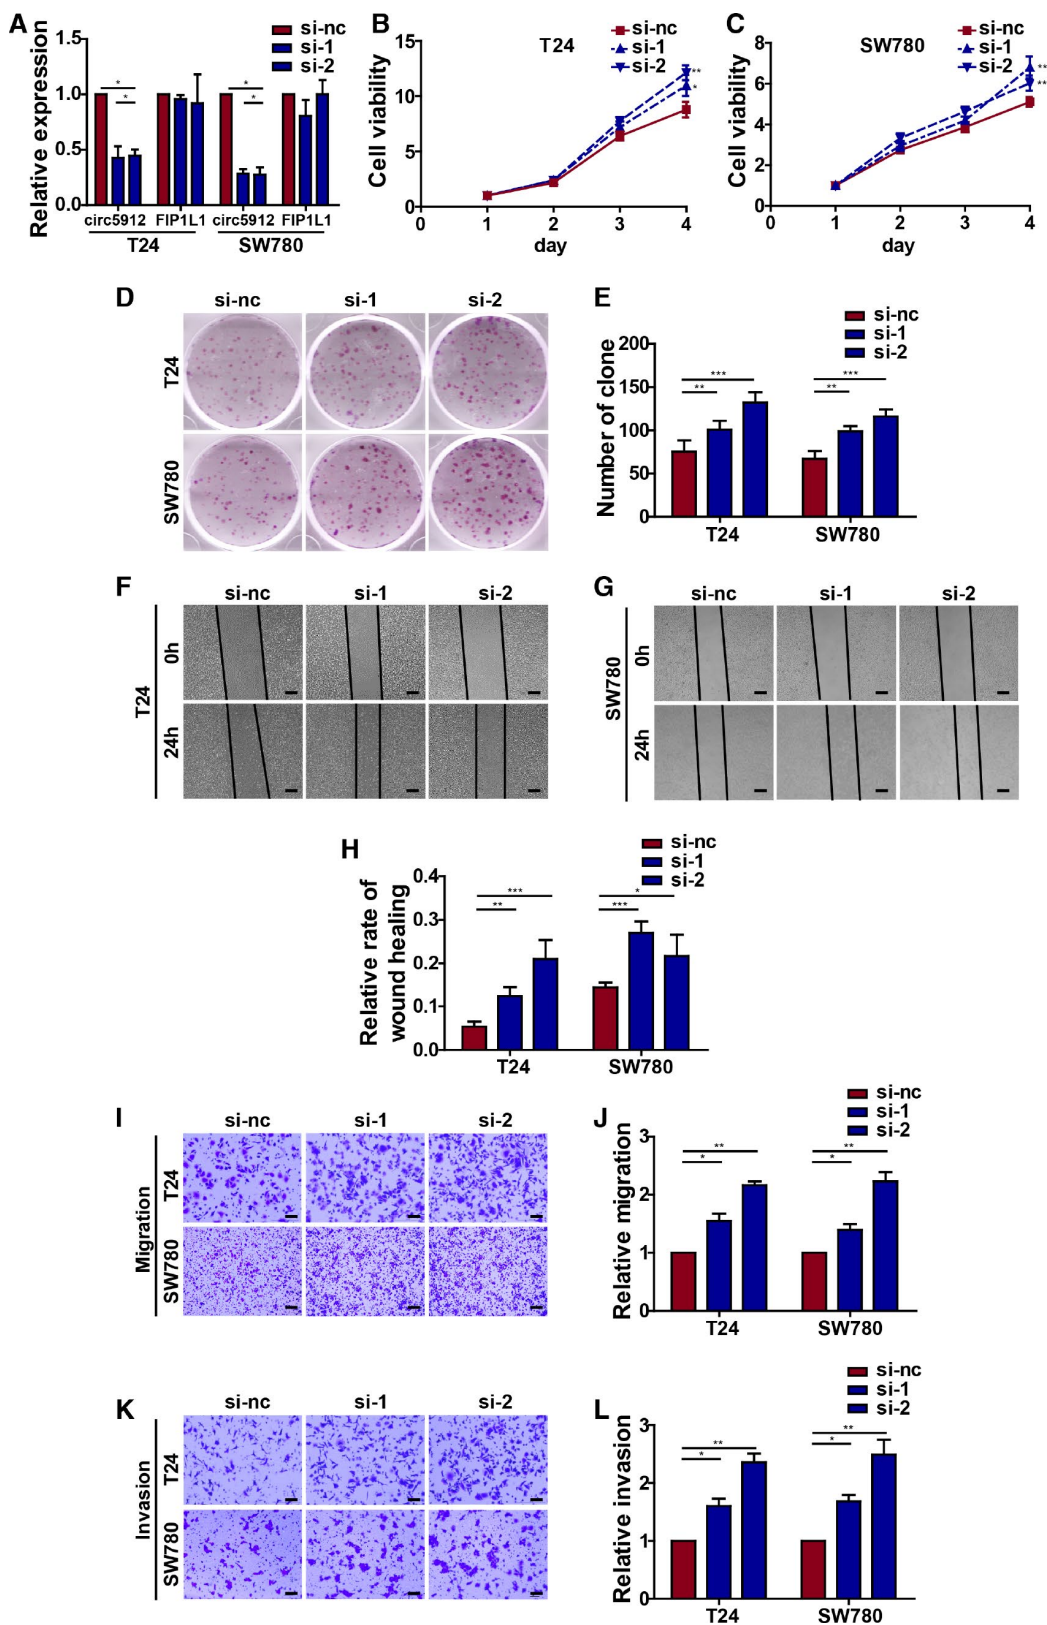 A
si-nc
si-1
si-2
Relative expression
1.5
1.0
0.5
0.0
* * * *
circ5912 FIP1L1 circ5912 FIP1L1
T24 SW780
B
T24
si-nc
si-1
si-2
Cell viability
15
10
5
0
**
*
0 1 2 3 4
day
C
SW780
si-nc
si-1
si-2
Cell viability
8
6
4
2
0
**
**
0 1 2 3 4
day
D
si-nc si-1 si-2
T24
SW780
E
si-nc
si-1
si-2
Number of clone
200
150
100
50
0
*** ***
** **
T24 SW780
F
si-nc si-1 si-2
T24
0h
24h
G
si-nc si-1 si-2
SW780
0h
24h
H
si-nc
si-1
si-2
Relative rate of
wound healing
0.4
0.3
0.2
0.1
0.0
*** *
** ***
T24 SW780
I
si-nc si-1 si-2
Migration
T24
SW780
J
si-nc
si-1
si-2
Relative migration
3
2
1
0
** **
* *
T24 SW780
K
si-nc si-1 si-2
Invasion
T24
SW780
L
si-nc
si-1
si-2
Relative invasion
3
2
1
0
** **
* *
T24 SW780